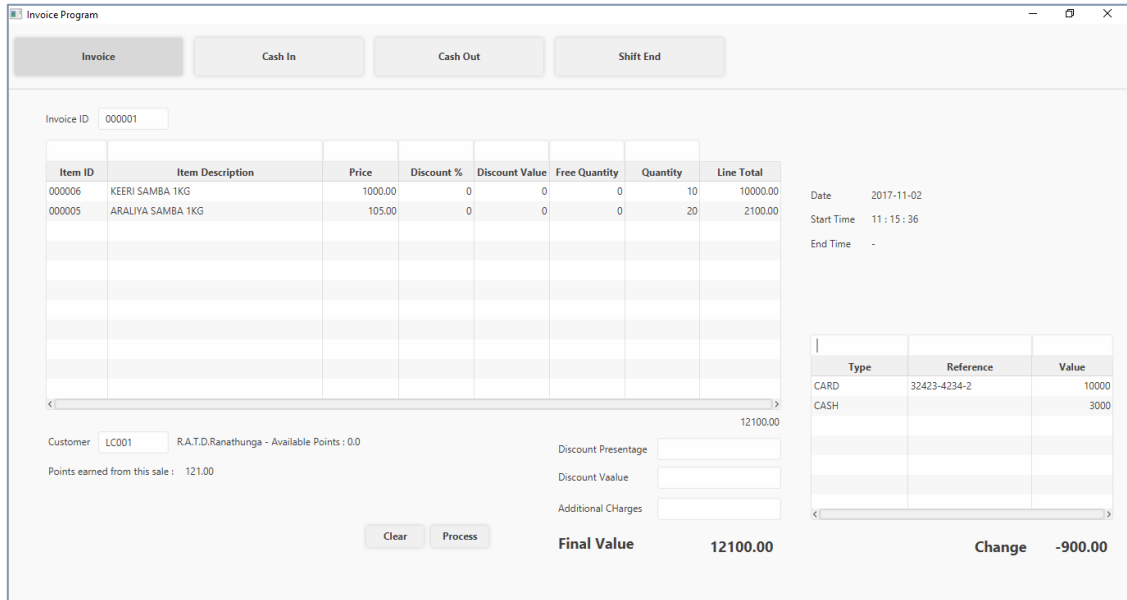 Invoice Program
Invoice Cash In Cash Out Shift End
Invoice ID 000001
Item ID Item Description Price Discount % Discount Value Free Quantity Quantity Line Total
000006 KEERI SAMBA 1KG 1000.00 0 0 0 10 10000.00
000005 ARALIYA SAMBA 1KG 105.00 0 0 0 20 2100.00
12100.00
Date 2017-11-02
Start Time 11 : 15 : 36
End Time -
Type Reference Value
CARD 32423-4234-2 10000
CASH 3000
Customer LC001 R.A.T.D.Ranathunga - Available Points : 0.0
Points earned from this sale : 121.00
Discount Presentage
Discount Vaalue
Additional CHarges
Clear Process
Final Value 12100.00
Change -900.00